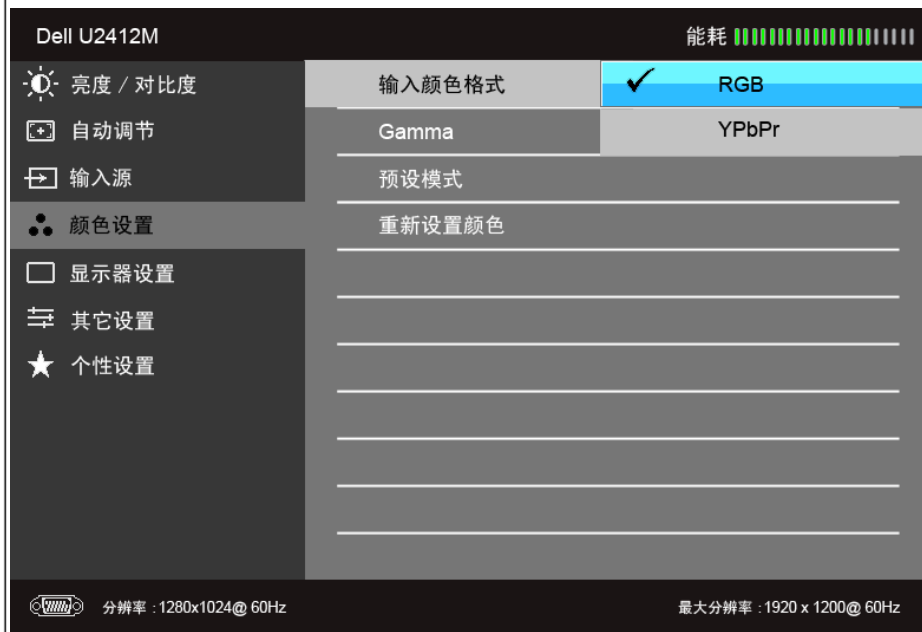 Dell U2412M
能耗
亮度 / 对比度
自动调节
输入源
颜色设置
显示器设置
其它设置
个性设置
输入颜色格式
Gamma
预设模式
重新设置颜色
RGB
YPbPr
分辨率 :1280x1024@ 60Hz
最大分辨率 :1920 x 1200@ 60Hz